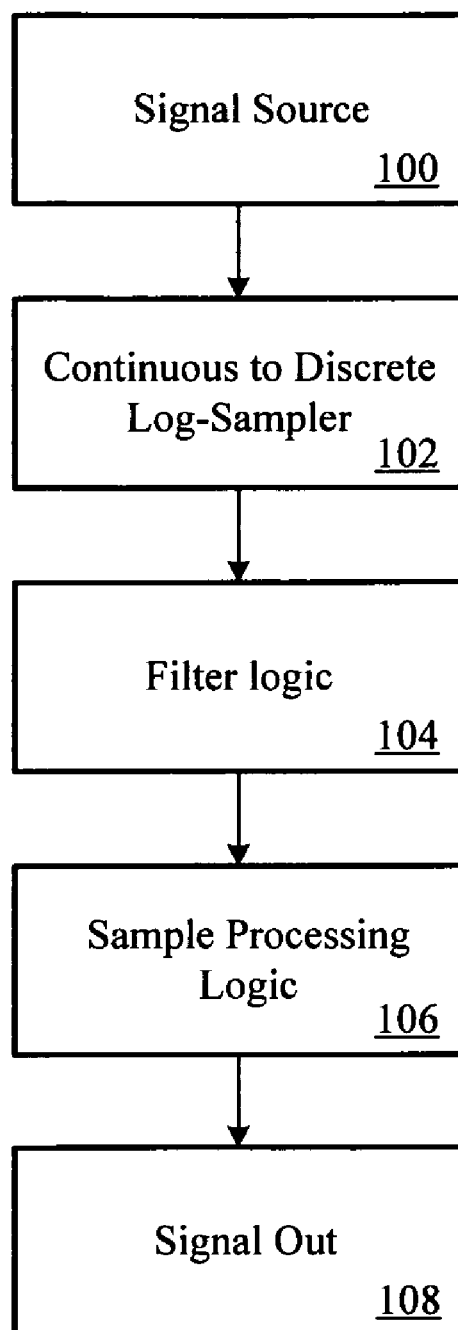 Signal Source
100
Continuous to Discrete
Log-Sampler
102
Filter logic
104
Sample Processing
Logic
106
Signal Out
108